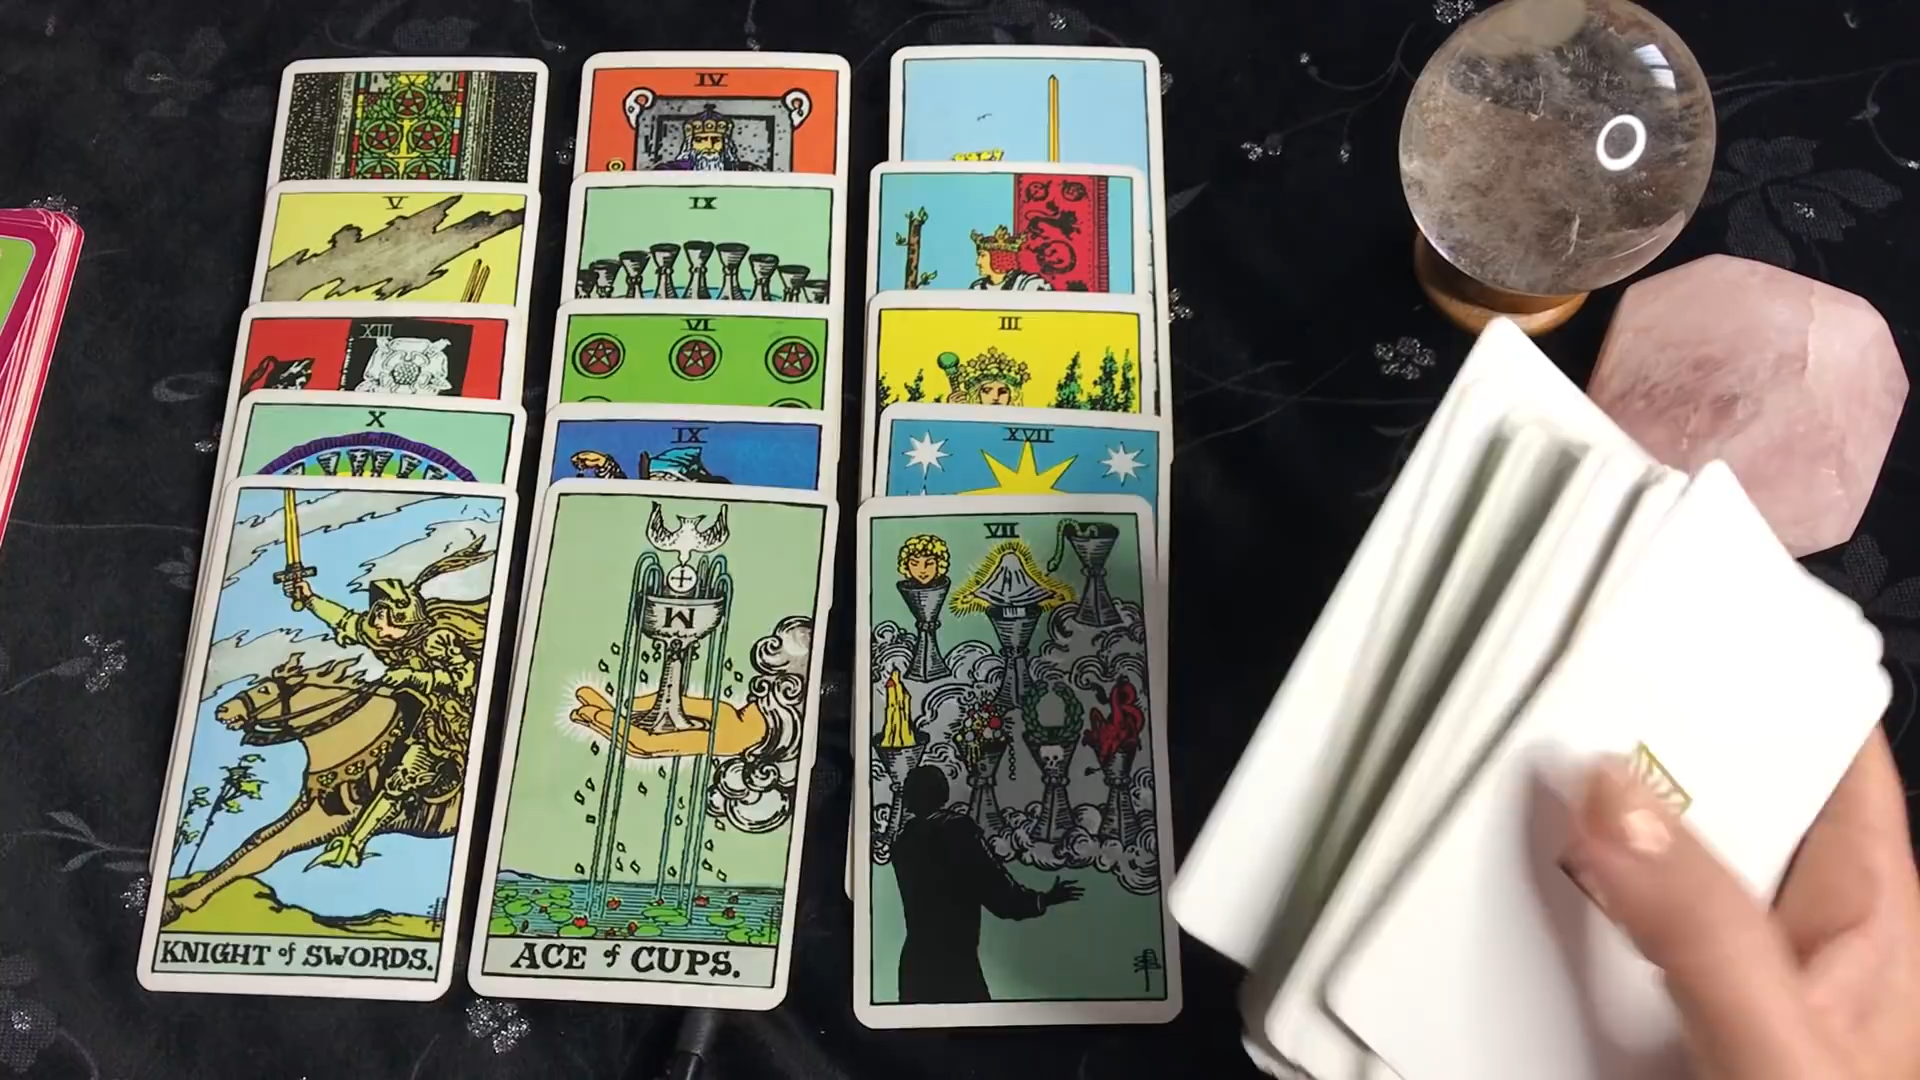 IV
V
IX
XIII
VI
III
X
IX
XVII
VII
M
KNIGHT of SWORDS.
ACE of CUPS.